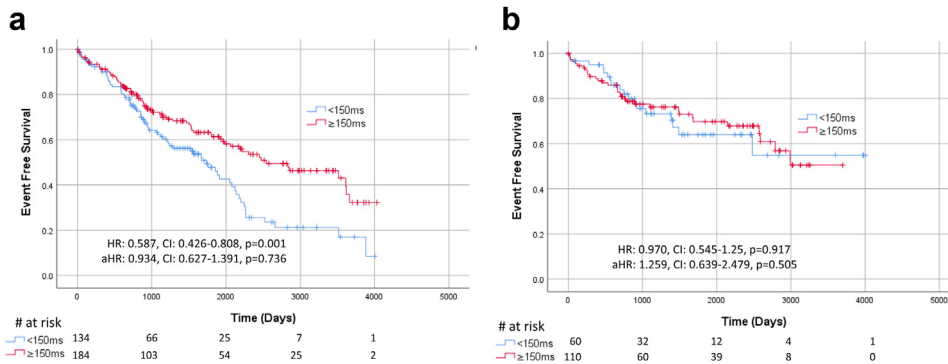 a
1.0
0.8
0.6
0.4
0.2
0.0
Event Free Survival
<150ms
≥150ms
HR: 0.587, CI: 0.426-0.808, p=0.001
aHR: 0.934, CI: 0.627-1.391, p=0.736
0 1000 2000 3000 4000 5000
Time (Days)
# at risk
<150ms 134 66 25 7 1
≥150ms 184 103 54 25 2
b
1.0
0.8
0.6
0.4
0.2
0.0
Event Free Survival
<150ms
≥150ms
HR: 0.970, CI: 0.545-1.25, p=0.917
aHR: 1.259, CI: 0.639-2.479, p=0.505
0 1000 2000 3000 4000 5000
Time (Days)
# at risk
<150ms 60 32 12 4 1
≥150ms 110 60 39 8 0